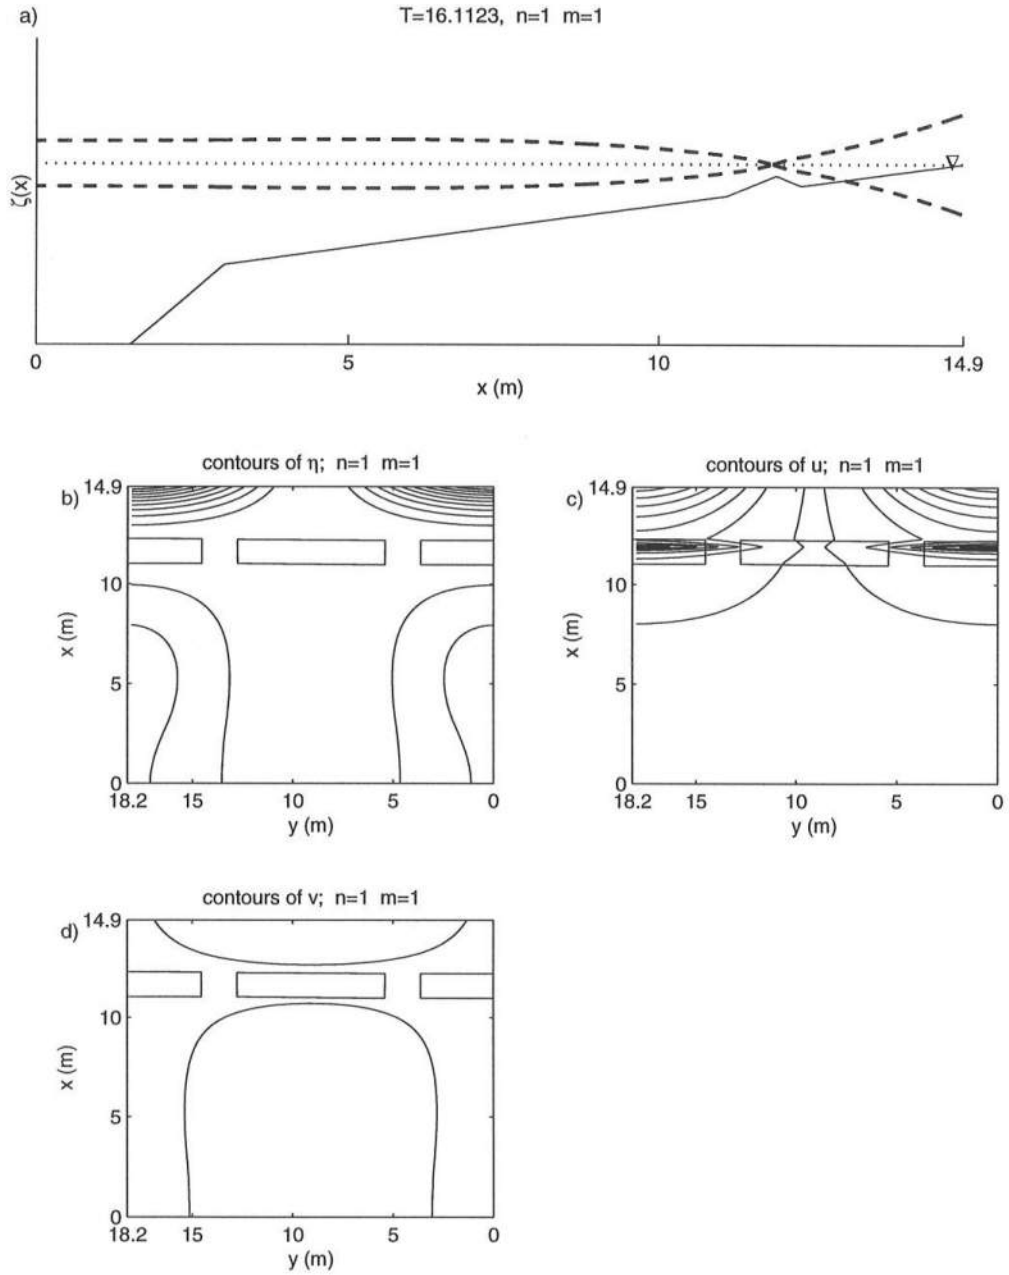 a)
T=16.1123, n=1 m=1
ζ(x)
0
5
10
14.9
x (m)
b)
contours of η; n=1 m=1
14.9
10
5
0
x (m)
18.2
15
10
5
0
y (m)
c)
contours of u; n=1 m=1
14.9
10
5
0
x (m)
18.2
15
10
5
0
y (m)
d)
contours of v; n=1 m=1
14.9
10
5
0
x (m)
18.2
15
10
5
0
y (m)